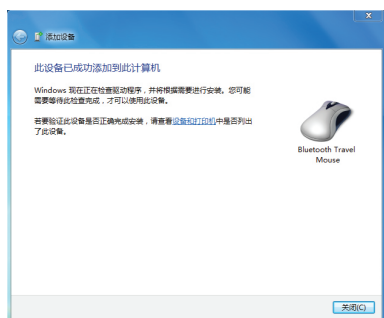 添加设备
此设备已成功添加到此计算机
Windows 现在正在检查驱动程序，并将根据需要进行安装。您可能
需要等待此检查完成，才可以使用此设备。
若要验证此设备是否正确完成安装，请查看设备和打印机中是否列出
了此设备。
Bluetooth Travel
Mouse
关闭(C)